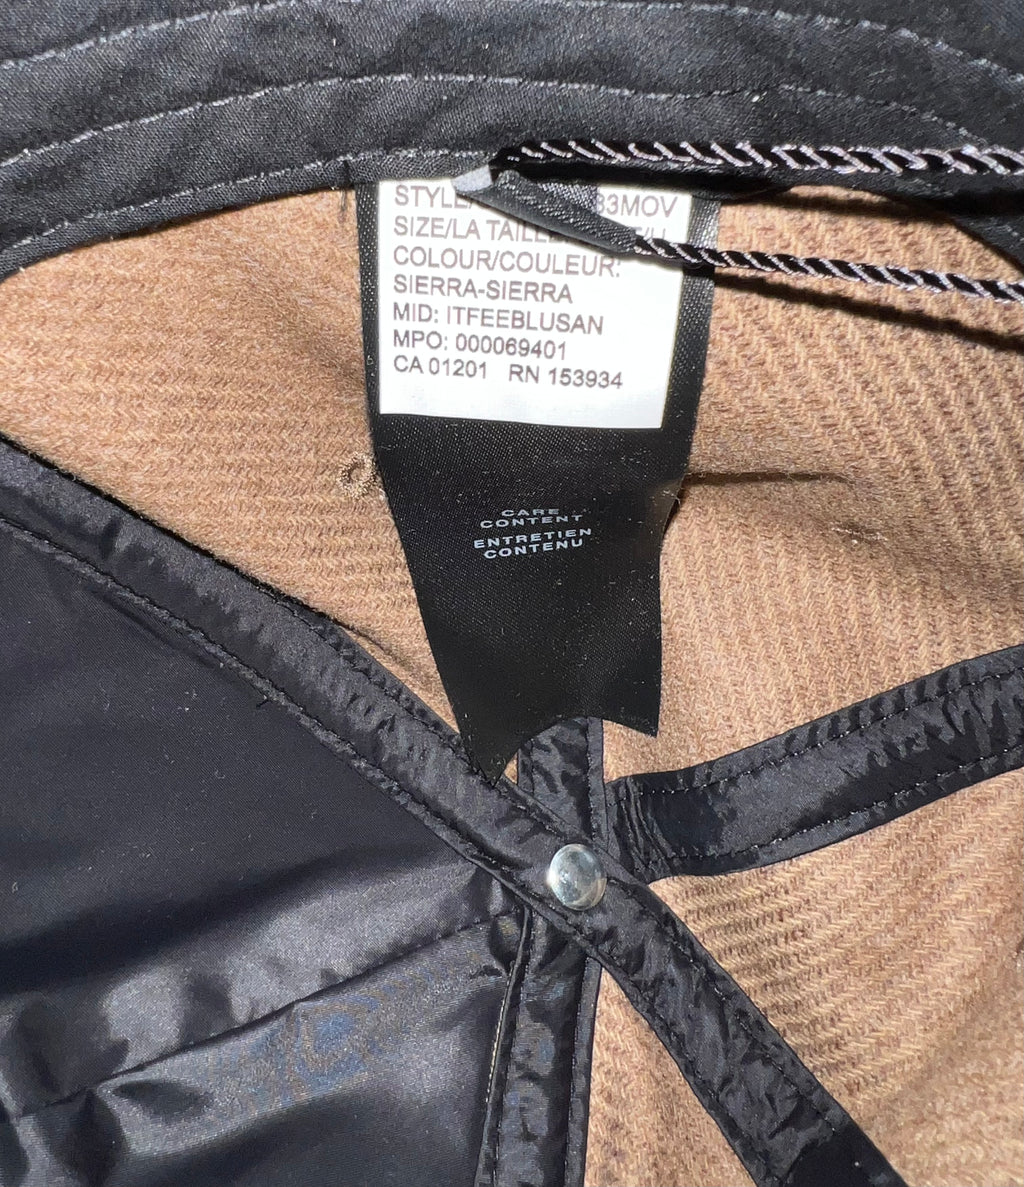 STYLE/ 83MOV
SIZE/LA TAILLE
COLOUR/COULEUR:
SIERRA-SIERRA
MID: ITFEEBLUSAN
MPO: 000069401
CA 01201 RN 153934
CARE
CONTENT
ENTRETIEN
CONTENU